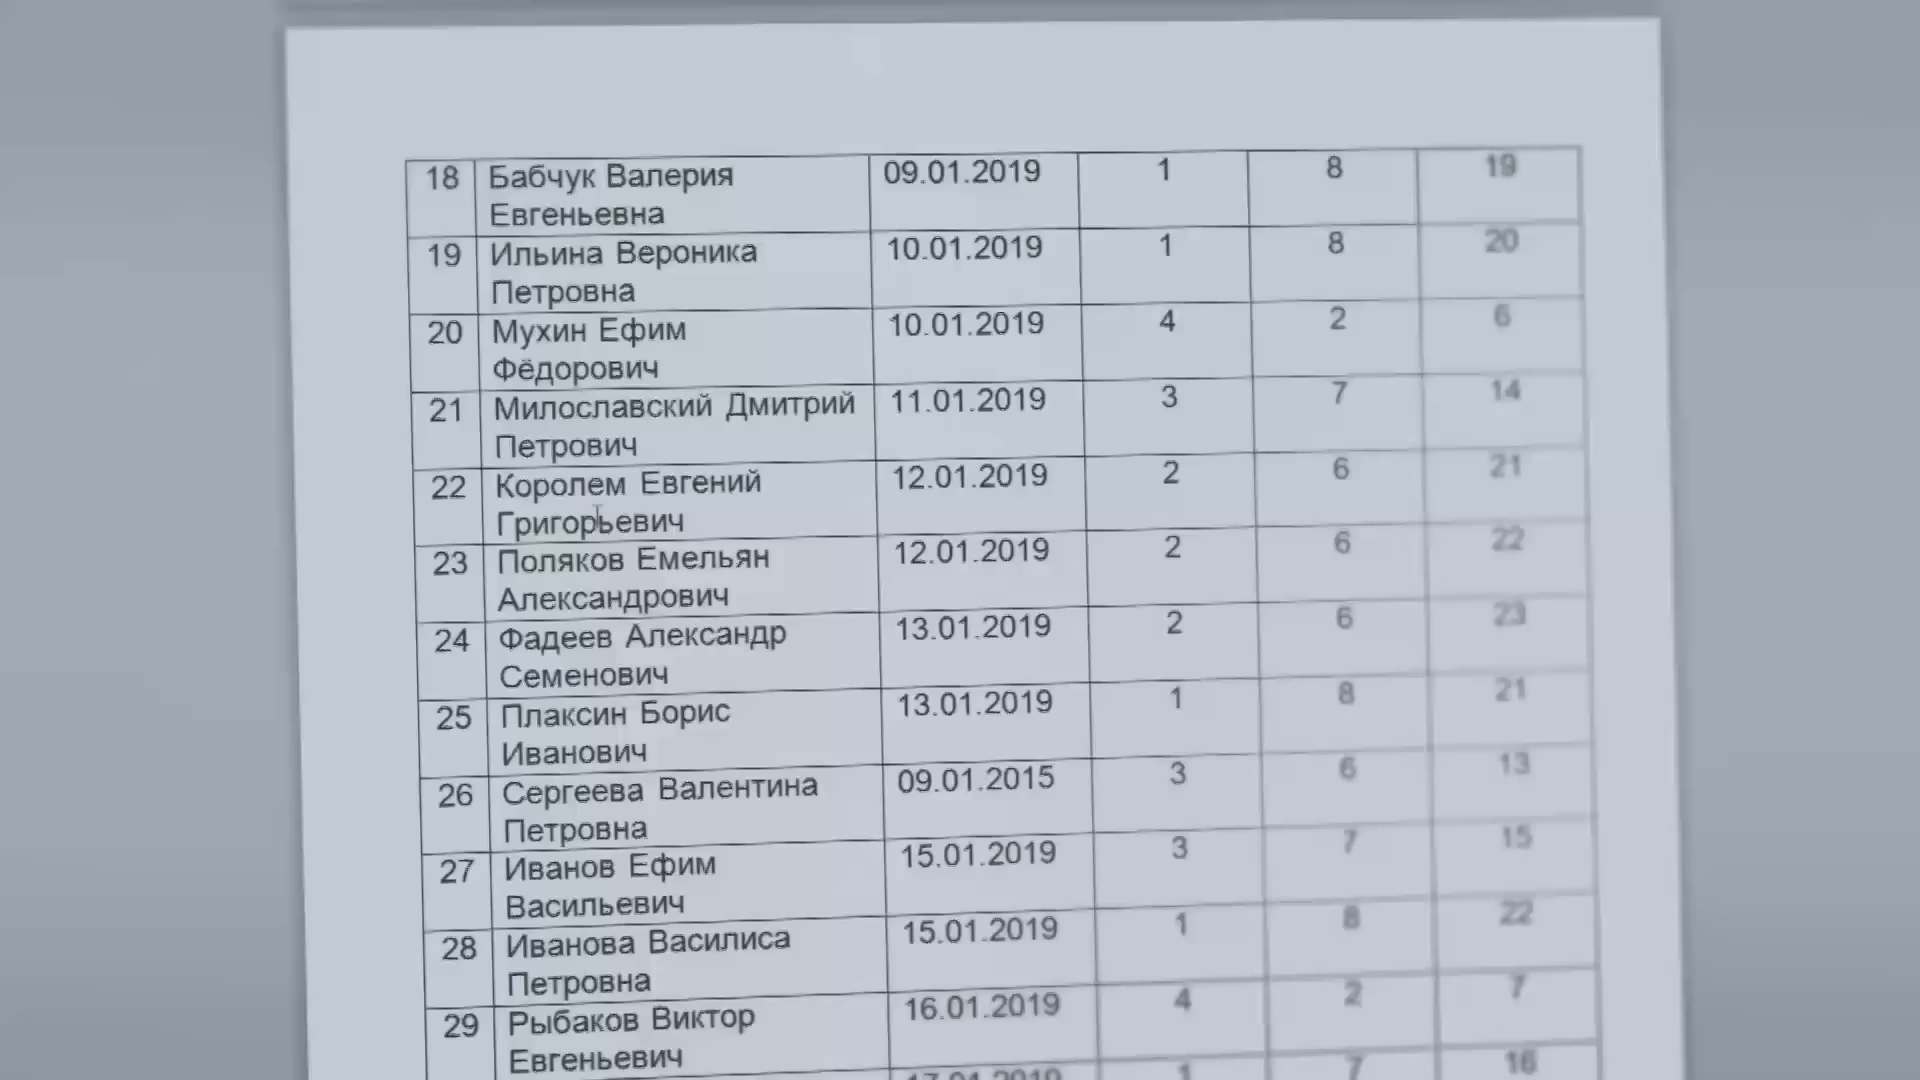 18 Бабчук Валерия 09.01.2019 1 8 19
Евгеньевна
19 Ильина Вероника 10.01.2019 1 8 20
Петровна
20 Мухин Ефим 10.01.2019 4 2 6
Фёдорович
21 Милославский Дмитрий 11.01.2019 3 7 14
Петрович
22 Королем Евгений 12.01.2019 2 6 21
Григорьевич
23 Поляков Емельян 12.01.2019 2 6 22
Александрович
24 Фадеев Александр 13.01.2019 2 6 23
Семенович
25 Плаксин Борис 13.01.2019 1 8 21
Иванович
26 Сергеева Валентина 09.01.2015 3 6 13
Петровна
27 Иванов Ефим 15.01.2019 3 7 15
Васильевич
28 Иванова Василиса 15.01.2019 1 8 22
Петровна
29 Рыбаков Виктор 16.01.2019 4 2 7
Евгеньевич
17.01.2019 1 7 16